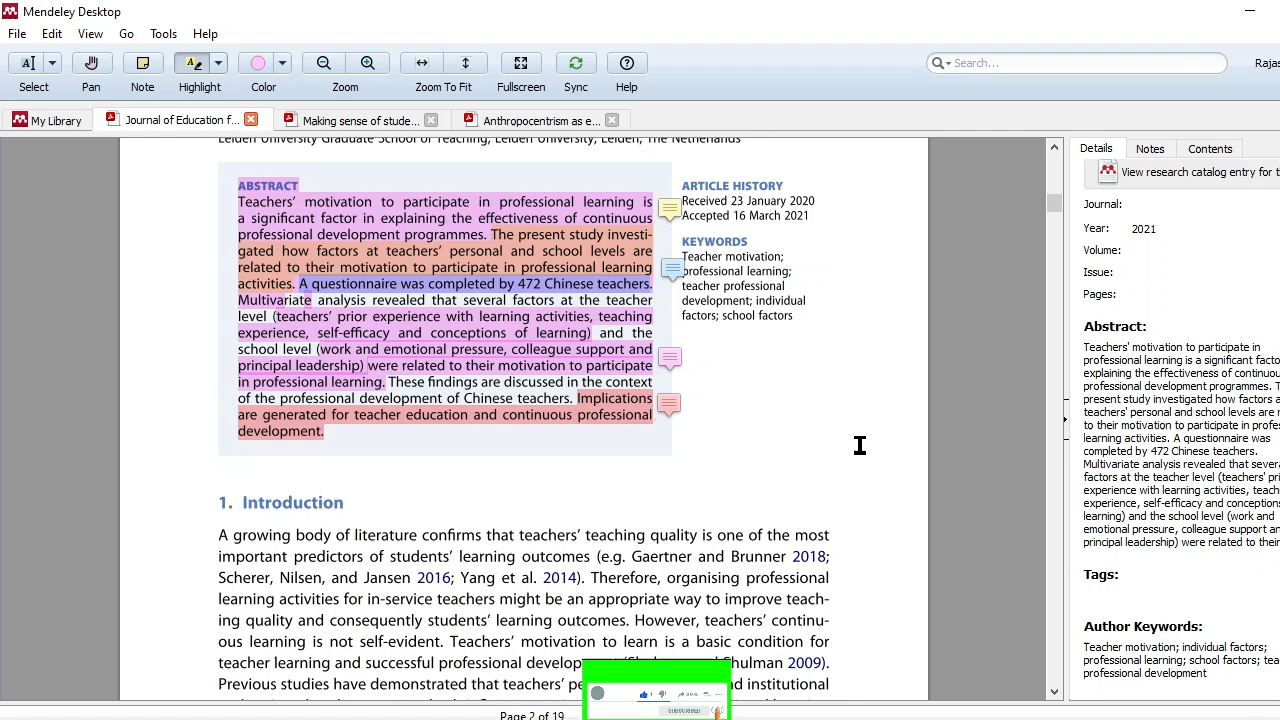 Mendeley Desktop
File Edit View Go Tools Help
Search...
Rajas
Select Pan Note Highlight Color Zoom Zoom To Fit Fullscreen Sync Help
My Library Journal of Education f... Making sense of stude... Anthropocentrism as e...
Leiden University Graduate School of Teaching, Leiden University, Leiden, The Netherlands
ABSTRACT
Teachers’ motivation to participate in professional learning is
a significant factor in explaining the effectiveness of continuous
professional development programmes. The present study investi-
gated how factors at teachers’ personal and school levels are
related to their motivation to participate in professional learning
activities. A questionnaire was completed by 472 Chinese teachers.
Multivariate analysis revealed that several factors at the teacher
level (teachers’ prior experience with learning activities, teaching
experience, self-efficacy and conceptions of learning) and the
school level (work and emotional pressure, colleague support and
principal leadership) were related to their motivation to participate
in professional learning. These findings are discussed in the context
of the professional development of Chinese teachers. Implications
are generated for teacher education and continuous professional
development.
ARTICLE HISTORY
Received 23 January 2020
Accepted 16 March 2021
KEYWORDS
Teacher motivation;
professional learning;
teacher professional
development; individual
factors; school factors
1. Introduction
A growing body of literature confirms that teachers’ teaching quality is one of the most
important predictors of students’ learning outcomes (e.g. Gaertner and Brunner 2018;
Scherer, Nilsen, and Jansen 2016; Yang et al. 2014). Therefore, organising professional
learning activities for in-service teachers might be an appropriate way to improve teach-
ing quality and consequently students’ learning outcomes. However, teachers’ continu-
ous learning is not self-evident. Teachers’ motivation to learn is a basic condition for
teacher learning and successful professional develop Shulman 2009).
Previous studies have demonstrated that teachers’ pe nd institutional
SUBSCRIBED
Page 2 of 19
Details Notes Contents
View research catalog entry for t
Journal:
Year: 2021
Volume:
Issue:
Pages:
Abstract:
Teachers' motivation to participate in
professional learning is a significant facto
explaining the effectiveness of continuou
professional development programmes. T
present study investigated how factors a
teachers' personal and school levels are
to their motivation to participate in profes
learning activities. A questionnaire was
completed by 472 Chinese teachers.
Multivariate analysis revealed that severa
factors at the teacher level (teachers' pri
experience with learning activities, teach
experience, self-efficacy and conceptions
learning) and the school level (work and
emotional pressure, colleague support an
principal leadership) were related to their
Tags:
Author Keywords:
Teacher motivation; individual factors;
professional learning; school factors; tea
professional development